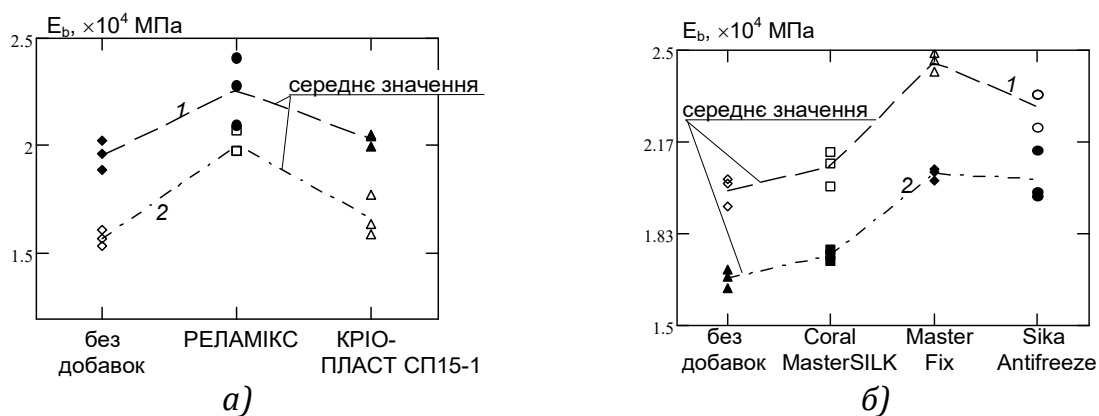 E_b, ×10^4 МПа
2.5
2
1.5
1
2
середнє значення
без добавок
РЕЛАМІКС
КРІО-ПЛАСТ СП15-1
а)
E_b, ×10^4 МПа
2.5
2.17
1.83
1.5
середнє значення
1
2
без добавок
Coral MasterSILK
Master Fix
Sika Antifreeze
б)